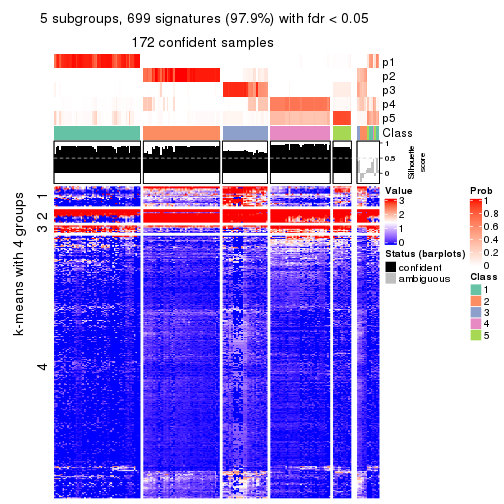 5 subgroups, 699 signatures (97.9%) with fdr < 0.05
172 confident samples
p1
p2
p3
p4
p5
Class
1
0.5
0
Silhouette
score
k-means with 4 groups
1
2
3
4
Value
3
2
1
0
Status (barplots)
confident
ambiguous
Prob
1
0.8
0.6
0.4
0.2
0
Class
1
2
3
4
5